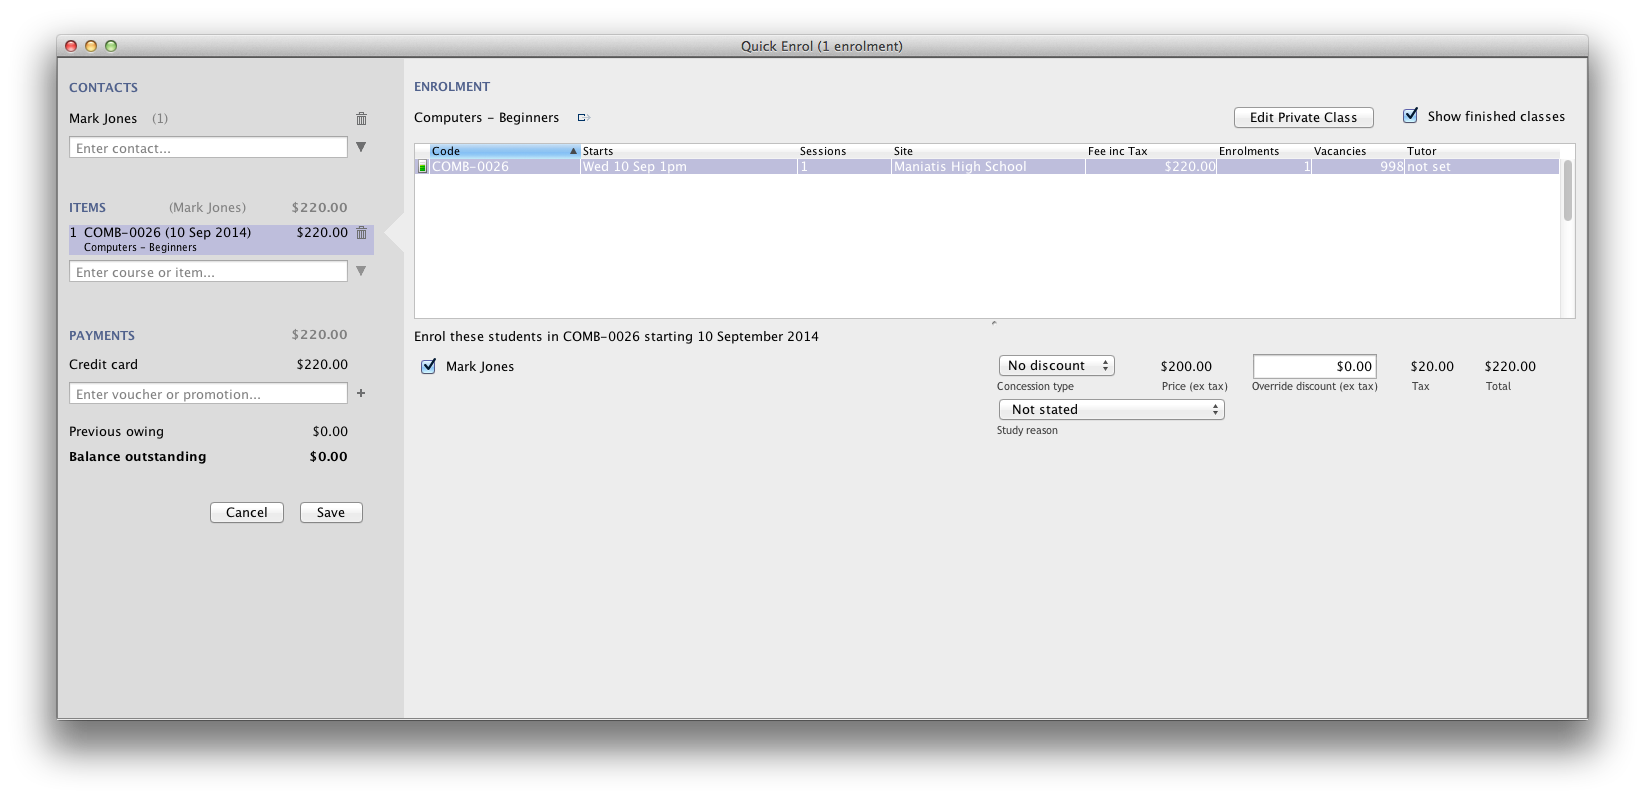 Quick Enrol (1 enrolment)
CONTACTS
Mark Jones (1)
Enter contact...
ITEMS (Mark Jones) $220.00
1 COMB-0026 (10 Sep 2014) $220.00
Computers - Beginners
Enter course or item...
PAYMENTS $220.00
Credit card $220.00
Enter voucher or promotion...
Previous owing $0.00
Balance outstanding $0.00
Cancel Save
ENROLMENT
Computers - Beginners Edit Private Class Show finished classes
Code Starts Sessions Site Fee inc Tax Enrolments Vacancies Tutor
COMB-0026 Wed 10 Sep 1pm 1 Maniatis High School $220.00 1 998 not set
Enrol these students in COMB-0026 starting 10 September 2014
Mark Jones No discount $200.00 $0.00 $20.00 $220.00
Concession type Price (ex tax) Override discount (ex tax) Tax Total
Not stated
Study reason